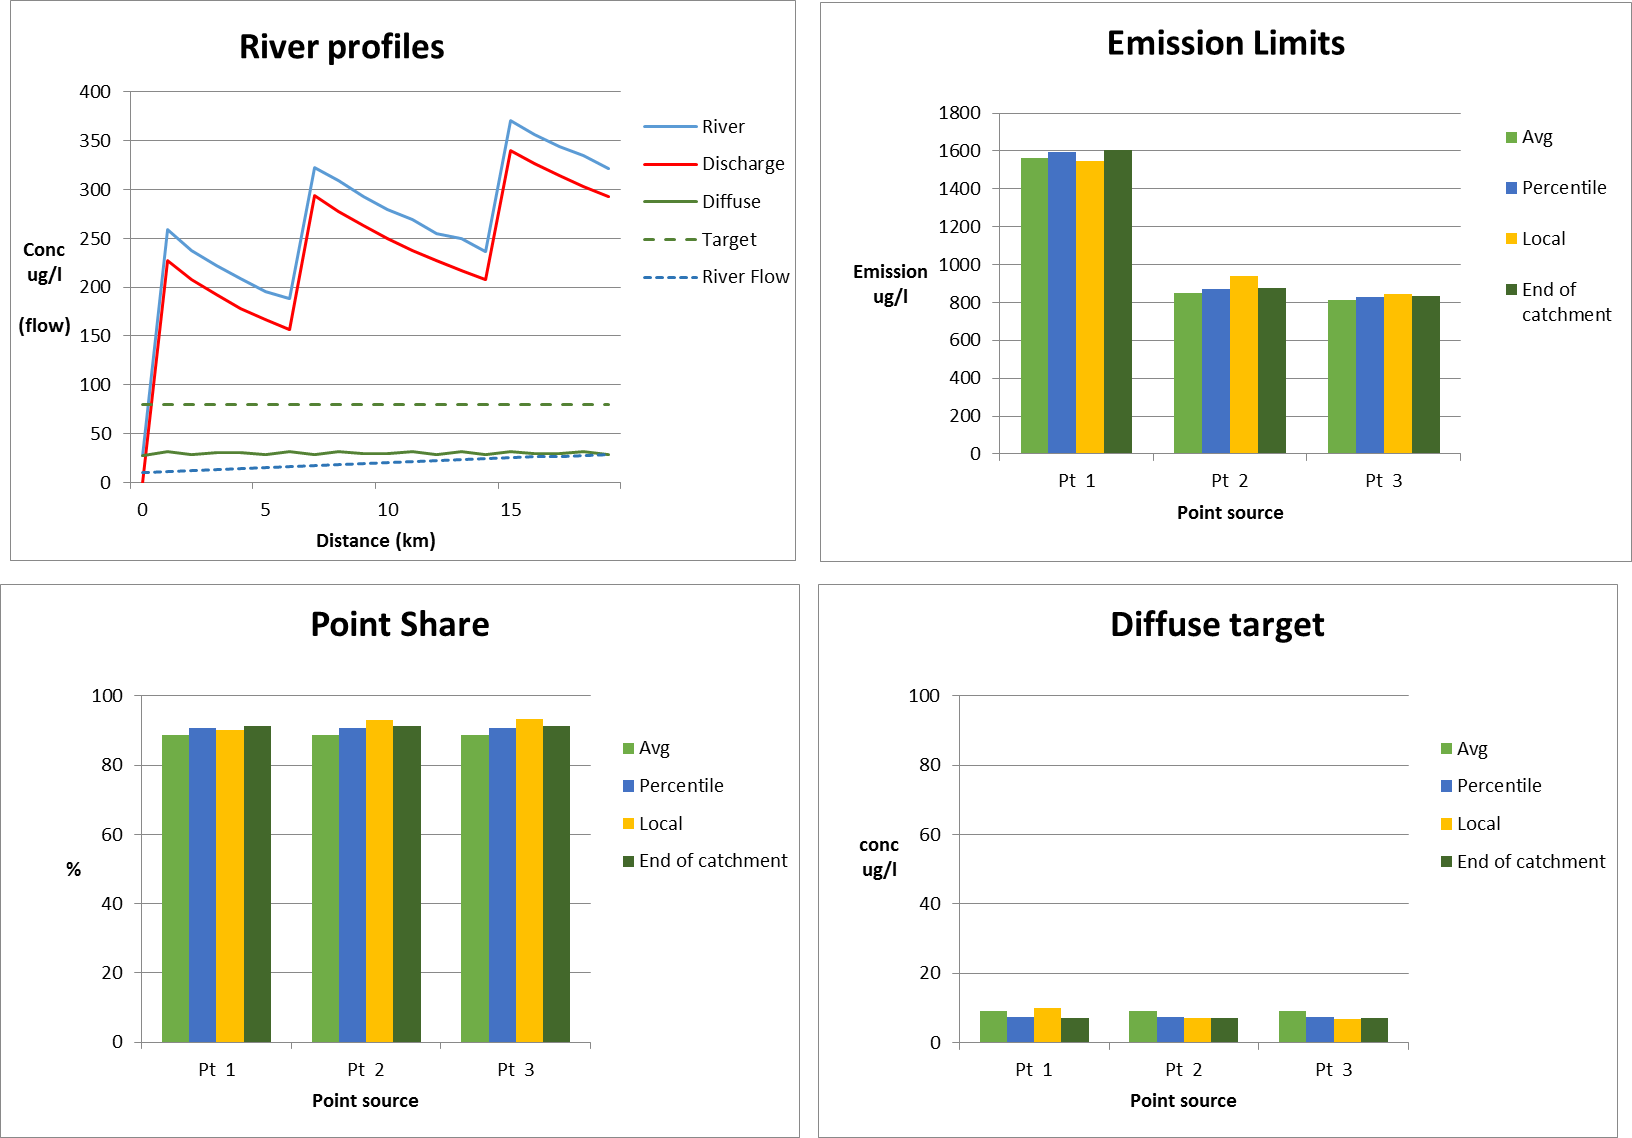 River profiles
400
350
300
250
200
150
100
50
0
Conc
ug/l
(flow)
0 5 10 15
Distance (km)
River
Discharge
Diffuse
Target
River Flow
Emission Limits
1800
1600
1400
1200
1000
800
600
400
200
0
Emission
ug/l
Pt 1 Pt 2 Pt 3
Point source
Avg
Percentile
Local
End of
catchment
Point Share
100
80
60
40
20
0
%
Pt 1 Pt 2 Pt 3
Point source
Avg
Percentile
Local
End of catchment
Diffuse target
100
80
60
40
20
0
conc
ug/l
Pt 1 Pt 2 Pt 3
Point source
Avg
Percentile
Local
End of catchment